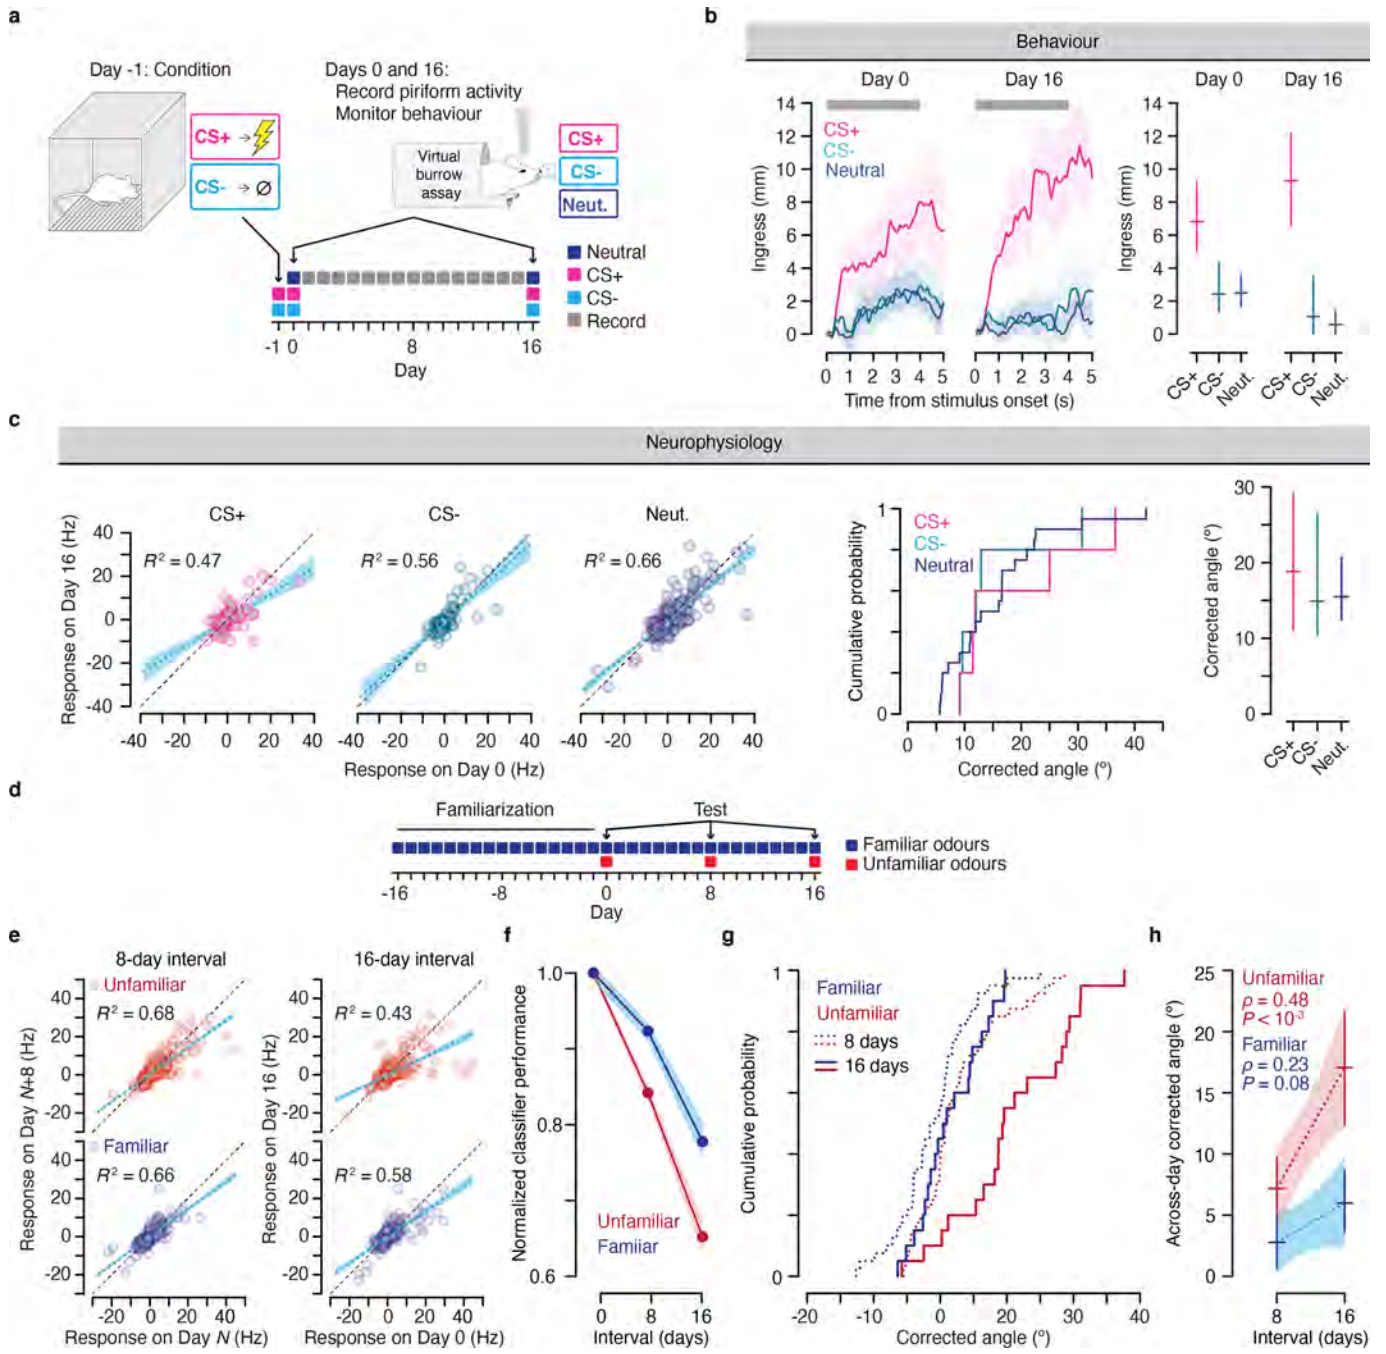 a
Day -1: Condition
CS+ →
CS- → Ø
Days 0 and 16:
Record piriform activity
Monitor behaviour
Virtual
burrow
assay
CS+
CS-
Neut.
Neutral
CS+
CS-
Record
-1 0 8 16
Day
b
Behaviour
Day 0 Day 16
Ingress (mm)
14
12
10
8
6
4
2
0
CS+
CS-
Neutral
0 1 2 3 4 5
0 1 2 3 4 5
Time from stimulus onset (s)
Day 0 Day 16
Ingress (mm)
14
12
10
8
6
4
2
0
CS+ CS- Neut. CS+ CS- Neut.
c
Neurophysiology
CS+ CS- Neut.
R² = 0.47 R² = 0.56 R² = 0.66
Response on Day 16 (Hz)
40
20
0
-20
-40
-40 -20 0 20 40
-40 -20 0 20 40
-40 -20 0 20 40
Response on Day 0 (Hz)
Cumulative probability
1
0
CS+
CS-
Neutral
0 10 20 30 40
Corrected angle (°)
Corrected angle (°)
30
20
10
0
CS+ CS- Neut.
d
Familiarization Test
Familiar odours
Unfamiliar odours
-16 -8 0 8 16
Day
e
8-day interval 16-day interval
Unfamiliar
R² = 0.68 R² = 0.43
Familiar
R² = 0.66 R² = 0.58
Response on Day N+8 (Hz)
40
20
0
-20
40
20
0
-20
Response on Day 16 (Hz)
40
20
0
-20
40
20
0
-20
-20 0 20 40
-20 0 20 40
Response on Day N (Hz) Response on Day 0 (Hz)
f
Normalized classifier performance
1.0
0.8
0.6
Unfamiliar
Famiiar
0 8 16
Interval (days)
g
Cumulative probability
1
0
Familiar
Unfamiliar
8 days
16 days
-20 -10 0 10 20 30 40
Corrected angle (°)
h
Across-day corrected angle (°)
25
20
15
10
5
0
Unfamiliar
ρ = 0.48
P < 10⁻³
Familiar
ρ = 0.23
P = 0.08
8 16
Interval (days)